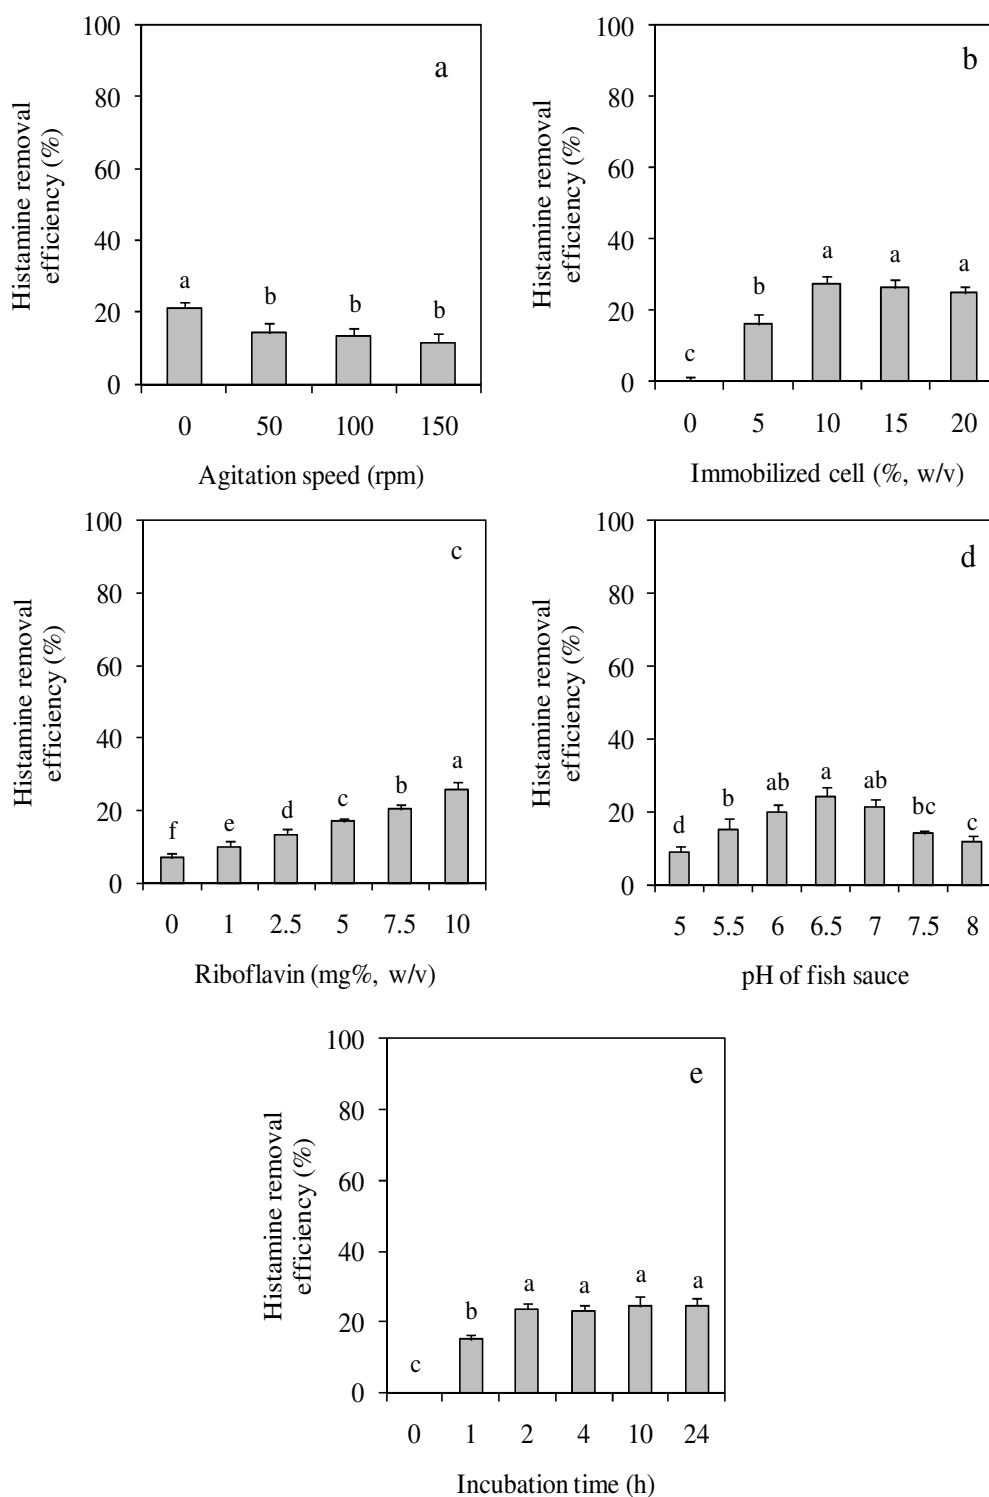 Histamine removal
efficiency (%)
100
80
60
40
20
0
a
a
b
b
b
0 50 100 150
Agitation speed (rpm)
Histamine removal
efficiency (%)
100
80
60
40
20
0
b
c
b
a
a
a
0 5 10 15 20
Immobilized cell (%, w/v)
Histamine removal
efficiency (%)
100
80
60
40
20
0
c
f
e
d
c
b
a
0 1 2.5 5 7.5 10
Riboflavin (mg%, w/v)
Histamine removal
efficiency (%)
100
80
60
40
20
0
d
d
b
ab
a
ab
bc
c
5 5.5 6 6.5 7 7.5 8
pH of fish sauce
Histamine removal
efficiency (%)
100
80
60
40
20
0
e
c
b
a
a
a
a
0 1 2 4 10 24
Incubation time (h)